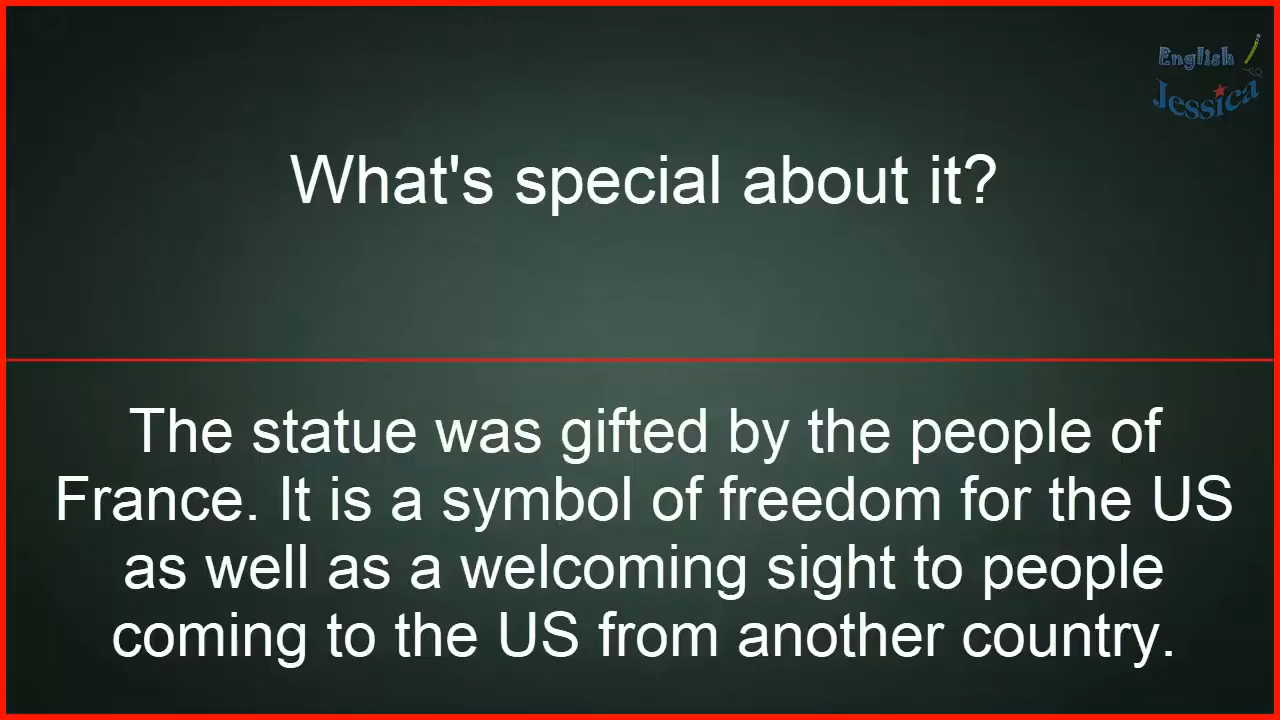 English
Jessica
What's special about it?
The statue was gifted by the people of
France. It is a symbol of freedom for the US
as well as a welcoming sight to people
coming to the US from another country.